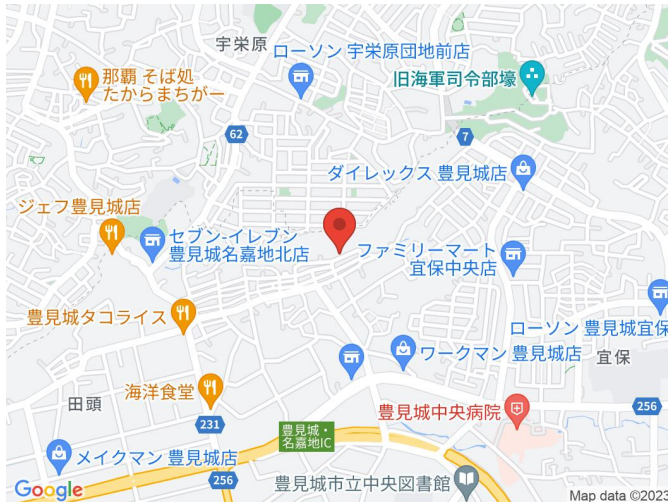 宇栄原
ローソン 宇栄原団地前店
旧海軍司令部壕
那覇 そば処
たからまちがー
62
7
ダイレックス 豊見城店
ジェフ豊見城店
セブン-イレブン
豊見城名嘉地北店
ファミリーマート
宜保中央店
豊見城タコライス
ローソン 豊見城宜保
宜保
ワークマン 豊見城店
海洋食堂
田頭
豊見城中央病院
256
231
豊見城・
名嘉地IC
メイクマン 豊見城店
256
豊見城市立中央図書館
Google
Map data ©202